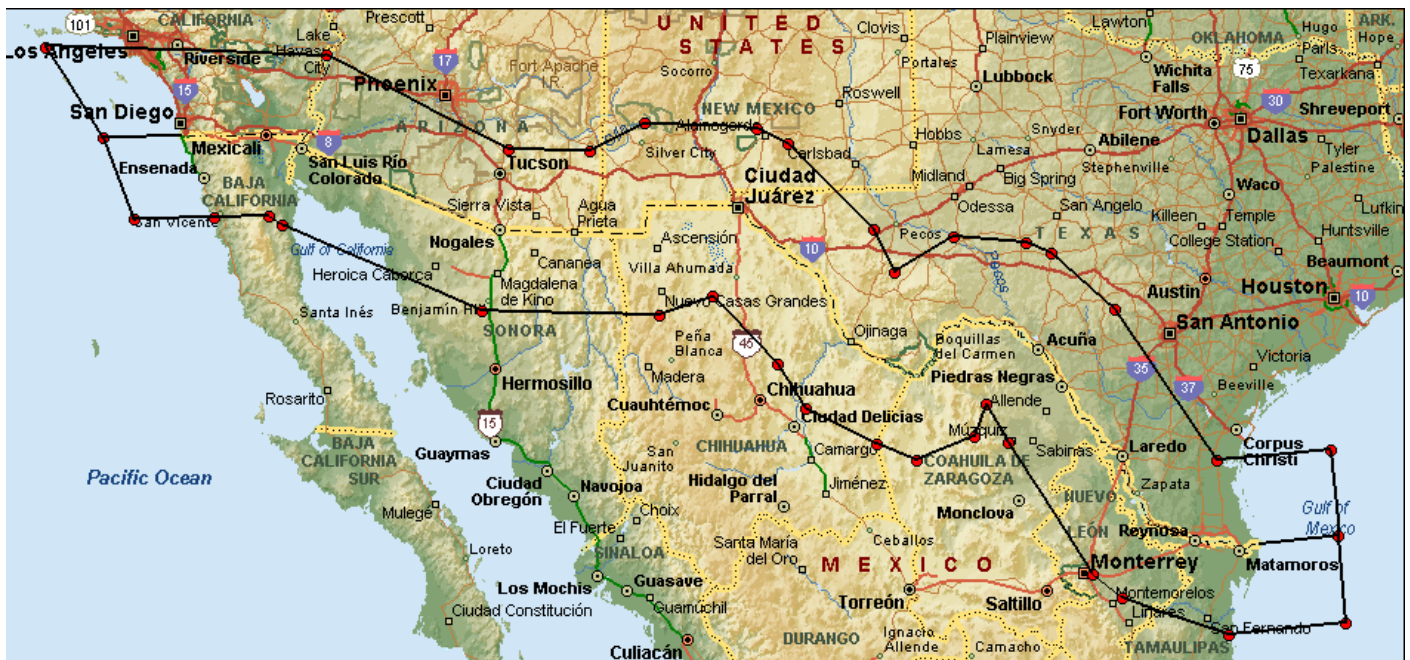 101
CALIFORNIA
Lake
Havasu
City
Prescott
UNITED
STATES
Clovis
Plainview
Lawton
OKLAHOMA
Hugo
Paris
ARK.
Hope
Los Angeles
Riverside
17
Fort Apache
I.R.
Socorro
Portales
Lubbock
Wichita
Falls
75
Texarkana
15
Phoenix
Roswell
Fort Worth
30
Shreveport
San Diego
ARIZONA
NEW MEXICO
Alamogordo
Hobbs
Snyder
Abilene
Dallas
8
Mexicali
San Luis Río
Colorado
Tucson
Silver City
Carlsbad
Lamesa
Stephenville
Tyler
Palestine
Ensenada
BAJA
CALIFORNIA
Ciudad
Juárez
Midland
Big Spring
Waco
Sierra Vista
Agua
Prieta
Odessa
San Angelo
Killeen
Temple
Lufkin
San Vicente
Nogales
Ascensión
10
Pecos
TEXAS
College Station
Huntsville
Gulf of California
Cananea
Villa Ahumada
Pecos
Beaumont
Heroica Caborca
Magdalena
de Kino
Austin
Houston
10
Santa Inés
Benjamín Hill
Nuevo Casas Grandes
SONORA
San Antonio
Peña
Blanca
45
Ojinaga
Boquillas
del Carmen
Acuña
Victoria
Hermosillo
Madera
Chihuahua
Piedras Negras
35
37
Beeville
Rosarito
Cuauhtémoc
Ciudad Delicias
Allende
15
BAJA
CALIFORNIA
SUR
Guaymas
San
Juanito
CHIHUAHUA
Camargo
Múzquiz
COAHUILA DE
ZARAGOZA
Sabinas
Laredo
Corpus
Christi
Pacific Ocean
Ciudad
Obregón
Navojoa
Hidalgo del
Parral
Jiménez
Monclova
NUEVO
LEÓN
Zapata
Gulf of
Mexico
Mulegé
El Fuerte
Choix
Santa María
del Oro
Ceballos
Reynosa
Loreto
SINALOA
MEXICO
Monterrey
Matamoros
Los Mochis
Guasave
Guamúchil
Torreón
Saltillo
Montemorelos
Linares
Ciudad Constitución
San Fernando
Culiacán
DURANGO
Ignacio
Allende
Camacho
TAMAULIPAS